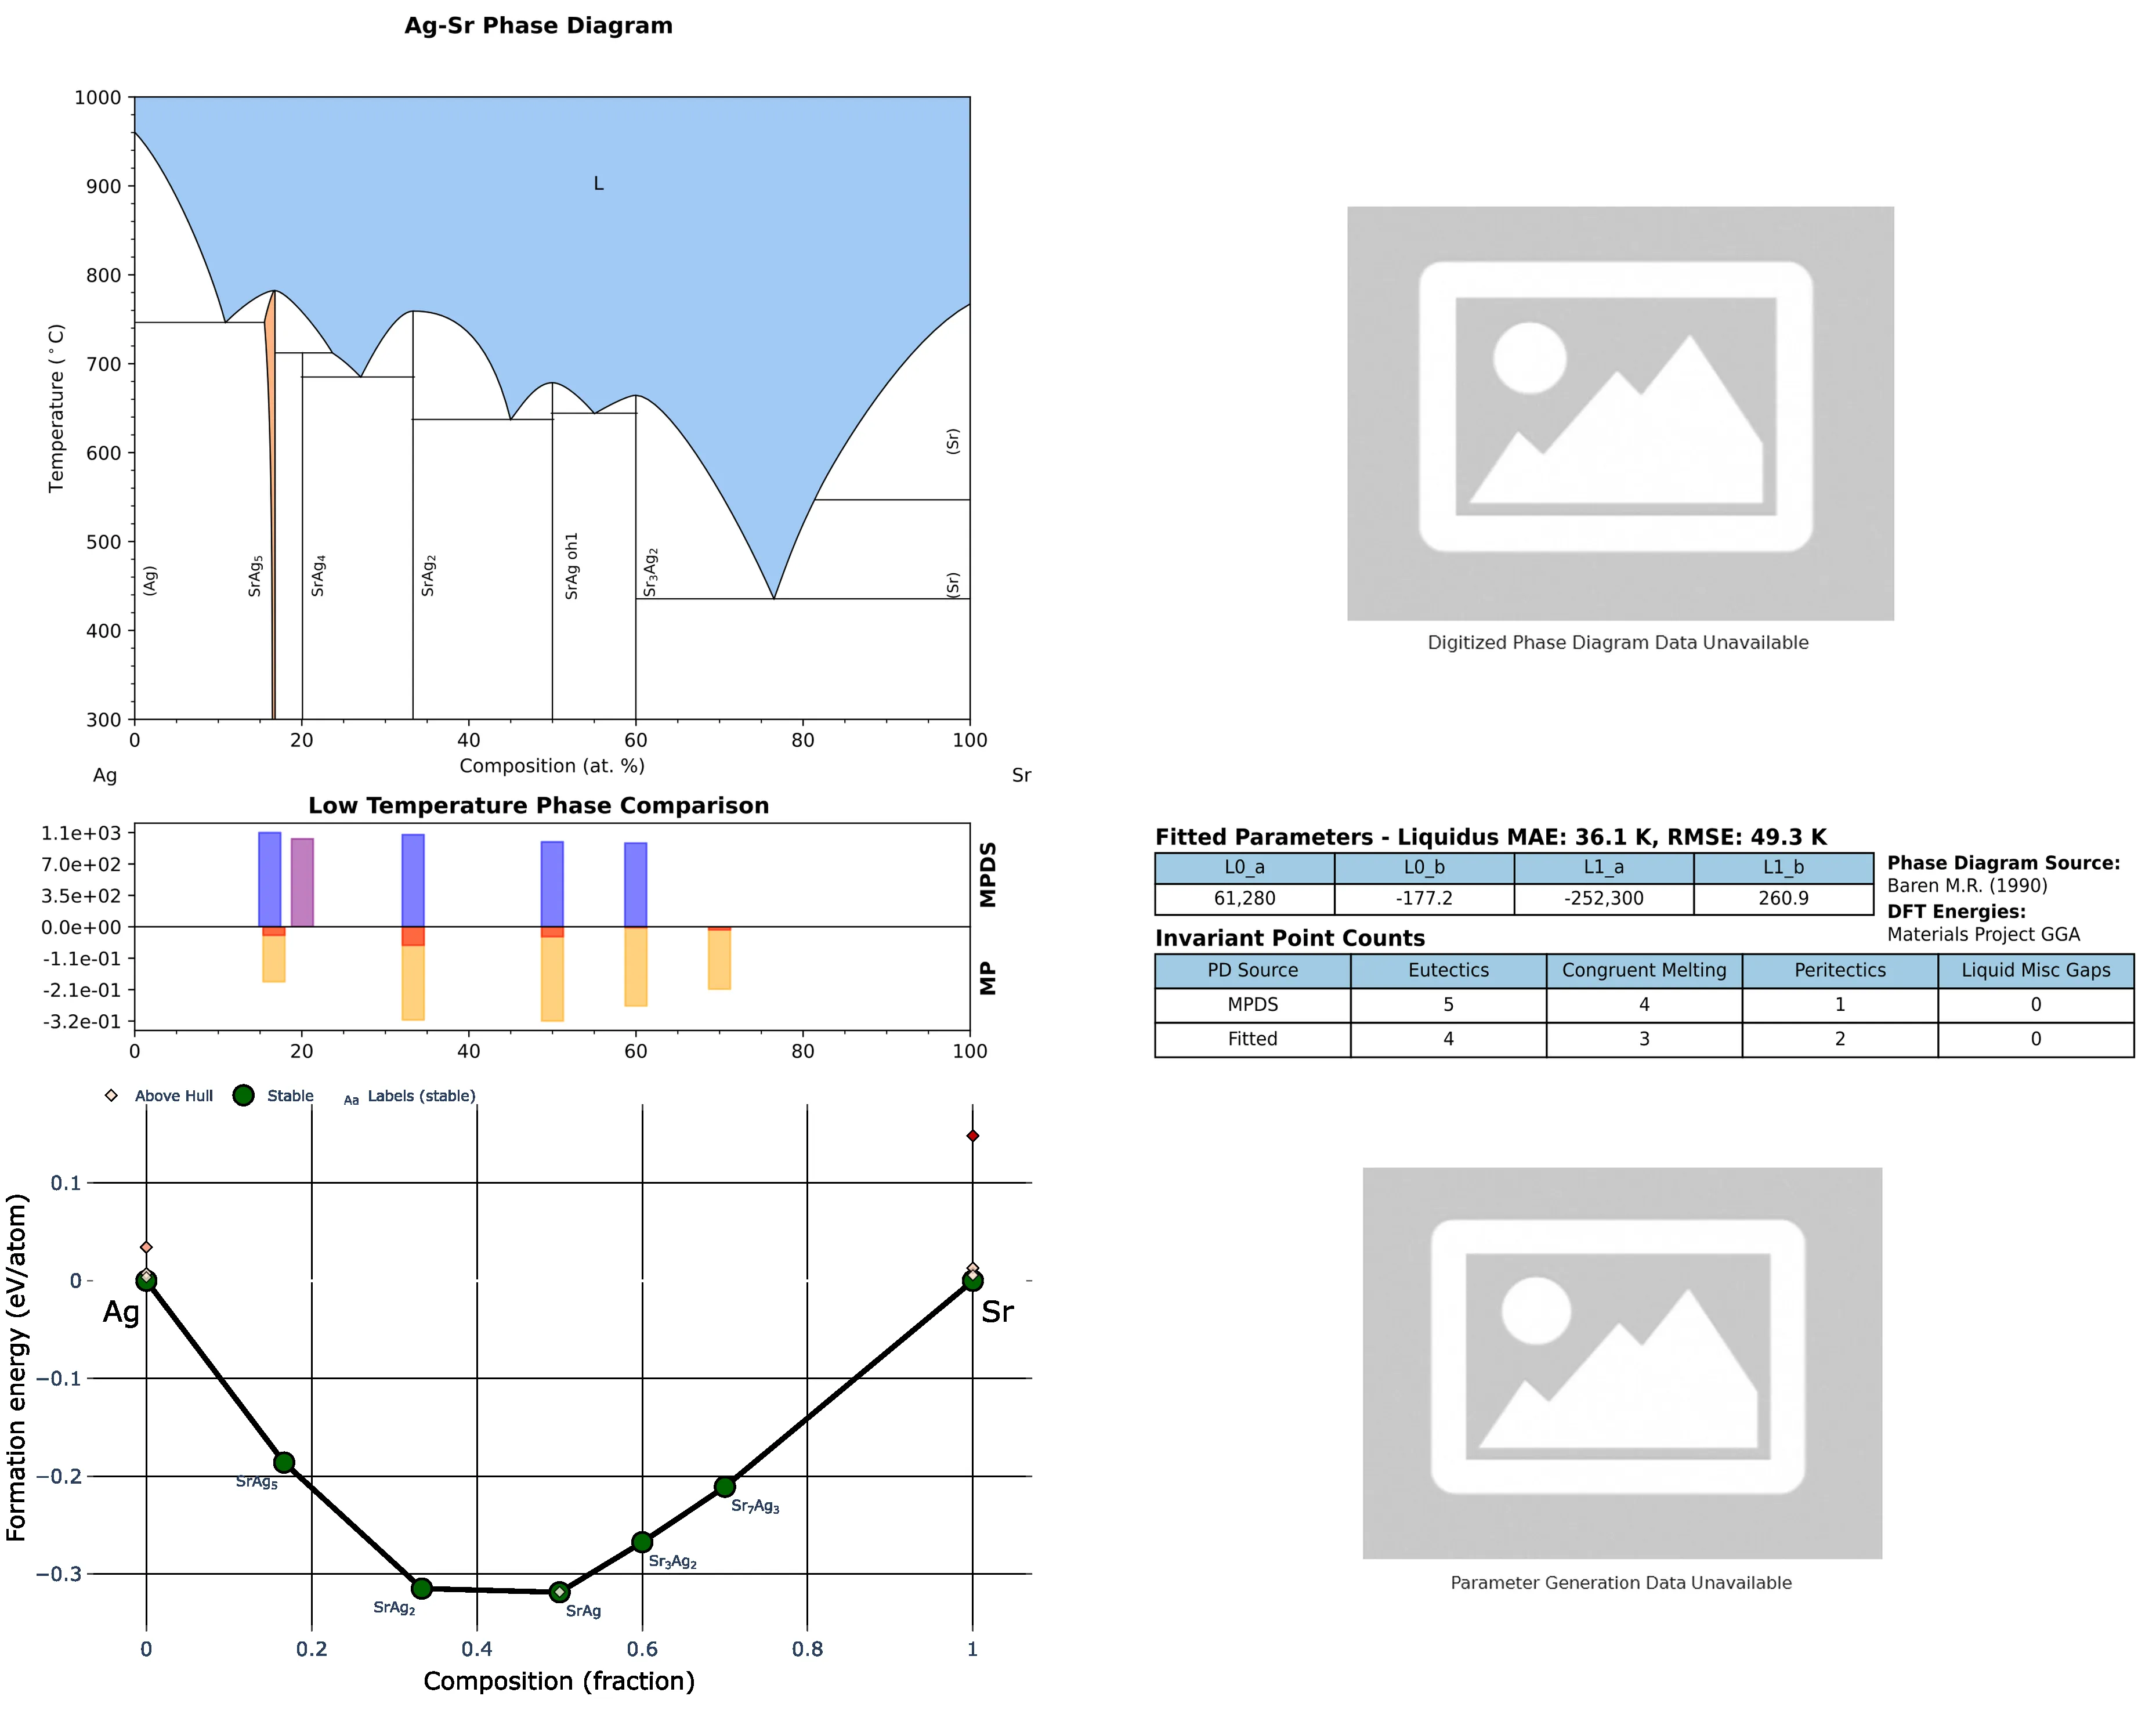 Ag-Sr Phase Diagram
1000
900
800
700
600
500
400
300
Temperature (°C)
L
(Ag)
SrAg₅
SrAg₄
SrAg₂
SrAg oh1
Sr₃Ag₂
(Sr)
(Sr)
0 20 40 60 80 100
Composition (at. %)
Ag Sr
Digitized Phase Diagram Data Unavailable
Low Temperature Phase Comparison
1.1e+03
7.0e+02
3.5e+02
0.0e+00
-1.1e-01
-2.1e-01
-3.2e-01
MPDS
MP
0 20 40 60 80 100
Fitted Parameters - Liquidus MAE: 36.1 K, RMSE: 49.3 K
L0_a L0_b L1_a L1_b
61,280 -177.2 -252,300 260.9
Phase Diagram Source:
Baren M.R. (1990)
DFT Energies:
Materials Project GGA
Invariant Point Counts
PD Source Eutectics Congruent Melting Peritectics Liquid Misc Gaps
MPDS 5 4 1 0
Fitted 4 3 2 0
Above Hull Stable Aa Labels (stable)
0.1
0
−0.1
−0.2
−0.3
Formation energy (eV/atom)
Ag
Sr
SrAg₅
SrAg₂
SrAg
Sr₃Ag₂
Sr₇Ag₃
0 0.2 0.4 0.6 0.8 1
Composition (fraction)
Parameter Generation Data Unavailable